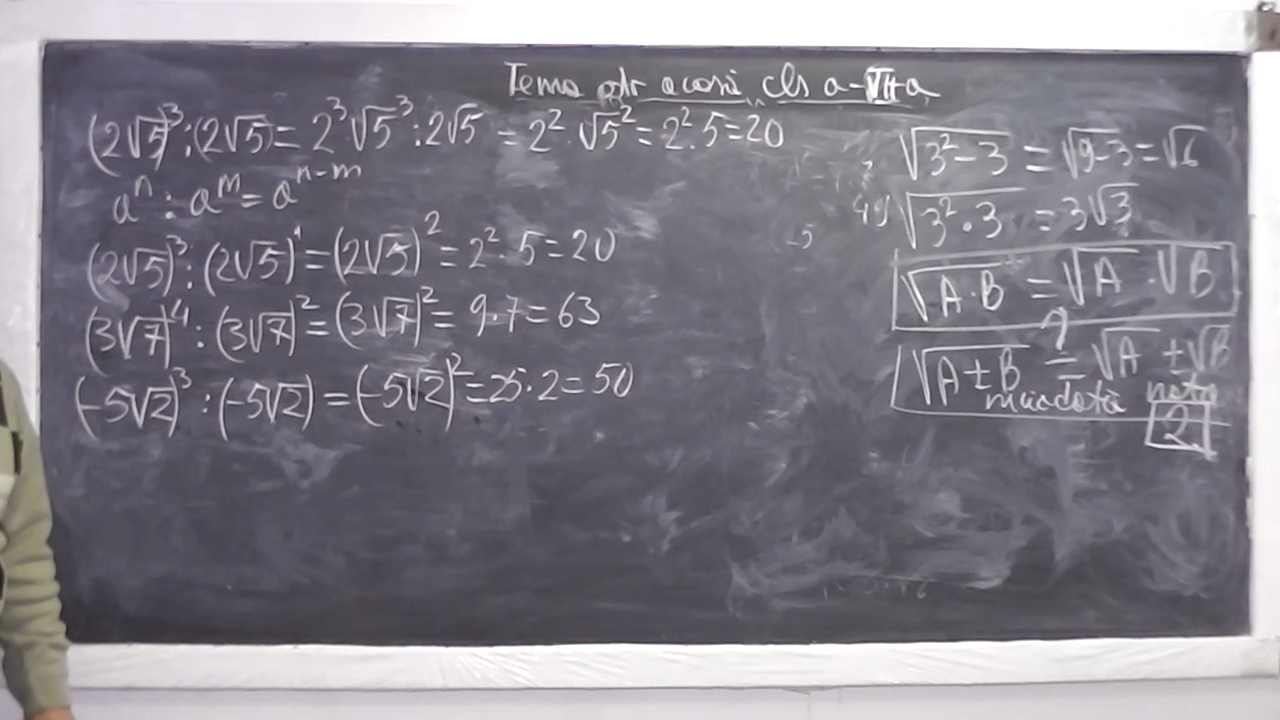 Tema ptr acasă cls a-VII-a
(2√5)³:(2√5)= 2³√5³:2√5 = 2²·√5²= 2²·5=20
aⁿ : aᵐ= aⁿ⁻ᵐ
(2√5)³:(2√5)¹=(2√5)²= 2²·5=20
(3√7)⁴:(3√7)²=(3√7)²= 9·7=63
(-5√2)³:(-5√2)=(-5√2)²=25·2=50
-5
√(3²-3) =√(9-3)=√6
√(3²·3) =3√3
√(A·B) =√A·√B
?
√(A±B) = √A ±√B
niciodată nota
2